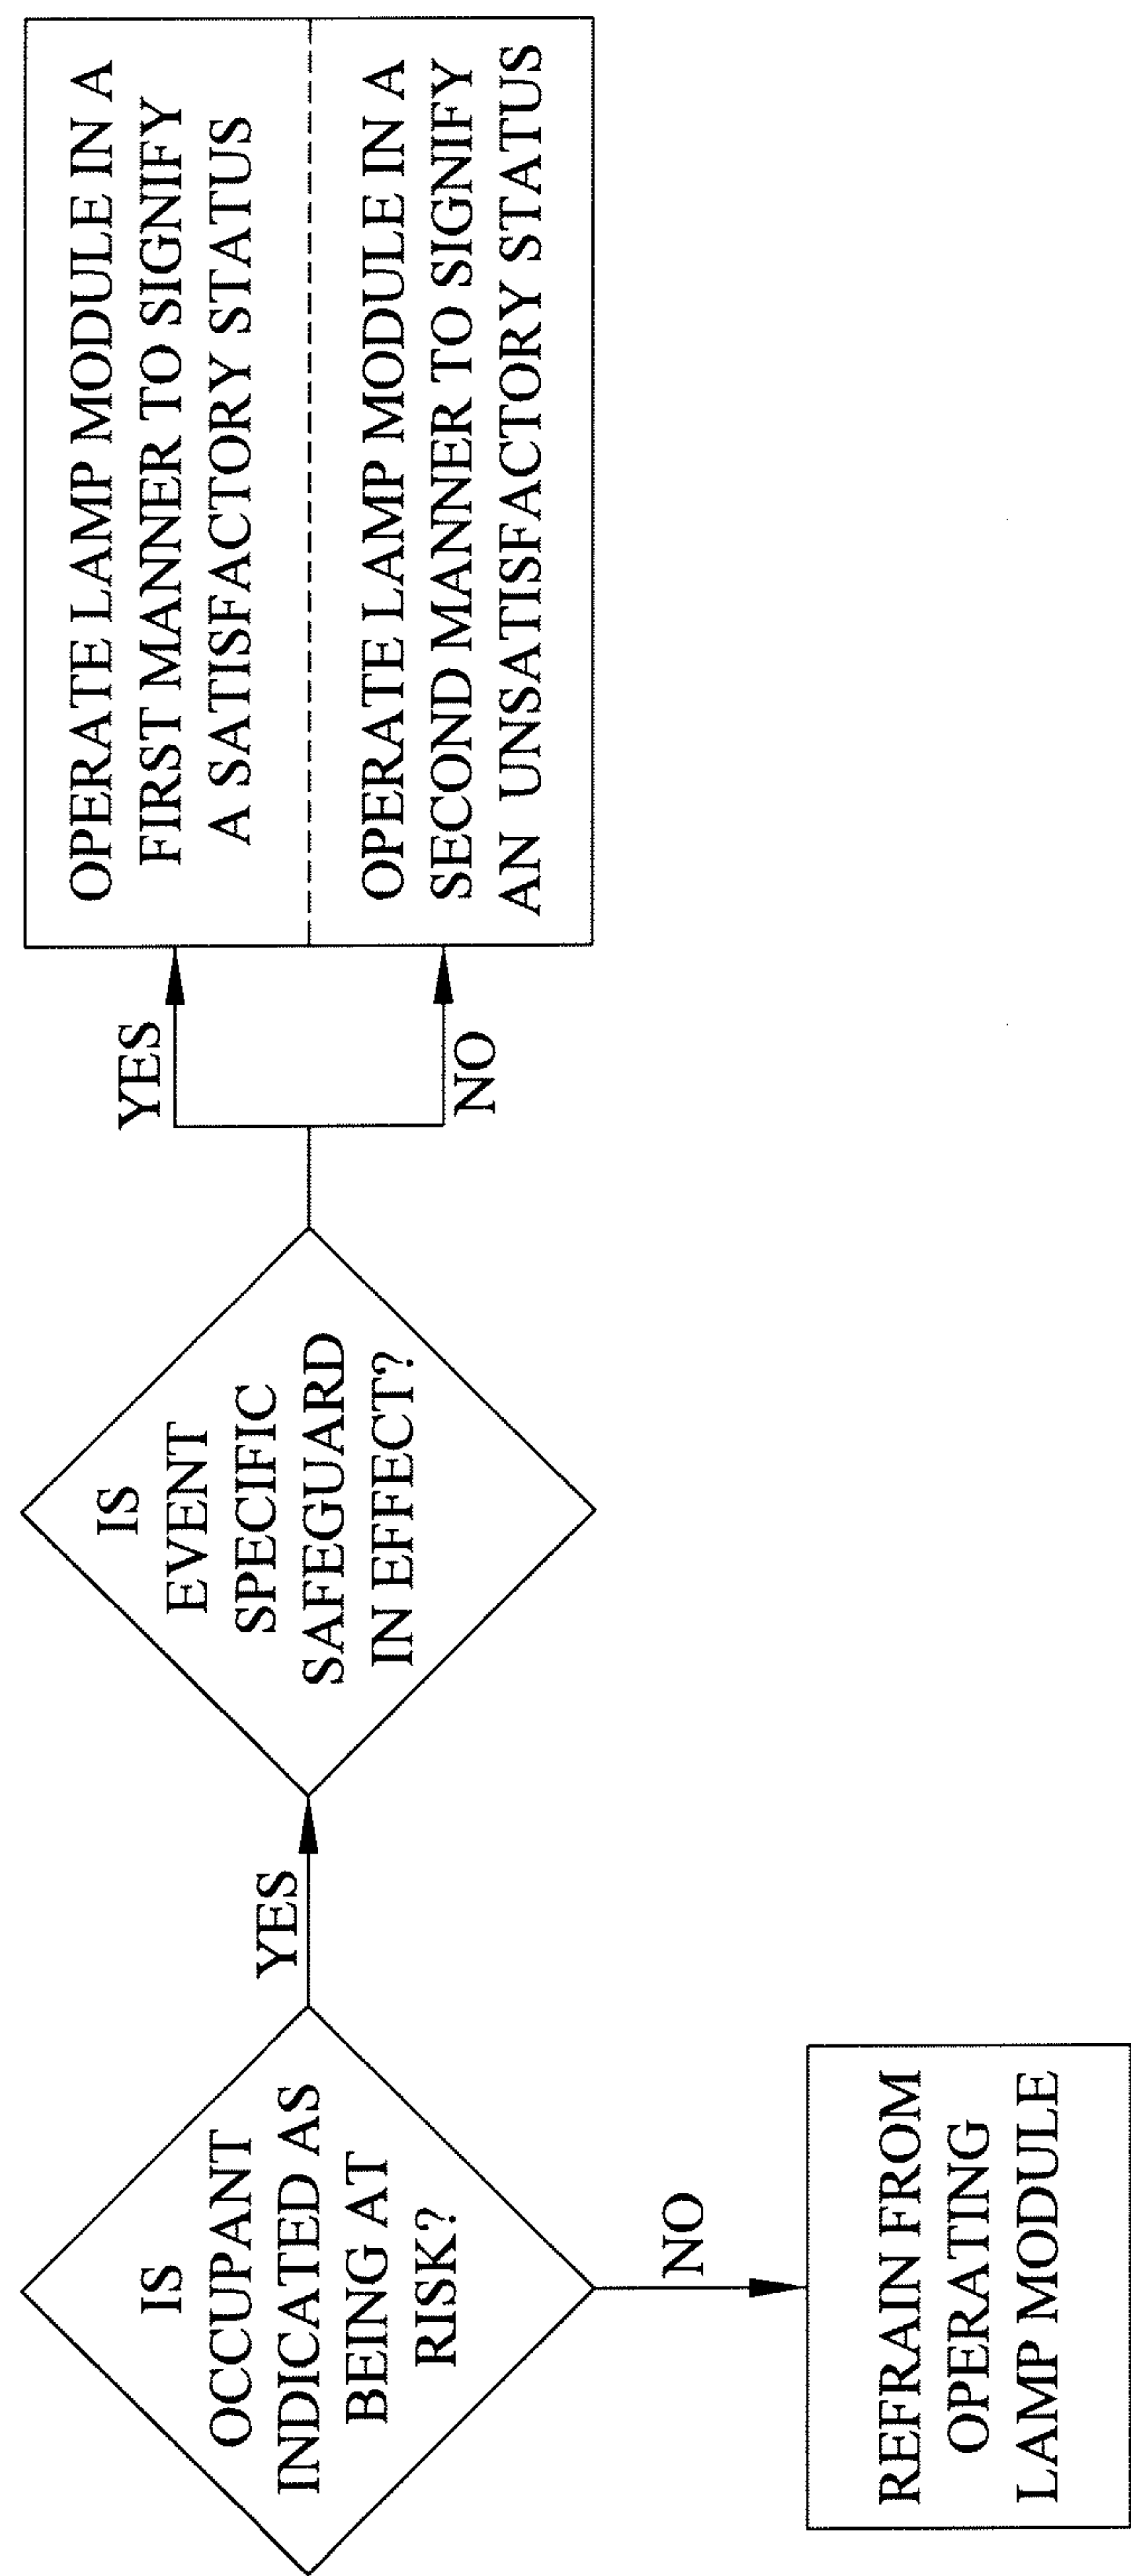 IS
OCCUPANT
INDICATED AS
BEING AT
RISK?
YES
NO
REFRAIN FROM
OPERATING
LAMP MODULE
IS
EVENT
SPECIFIC
SAFEGUARD
IN EFFECT?
YES
NO
OPERATE LAMP MODULE IN A
FIRST MANNER TO SIGNIFY
A SATISFACTORY STATUS
OPERATE LAMP MODULE IN A
SECOND MANNER TO SIGNIFY
AN UNSATISFACTORY STATUS